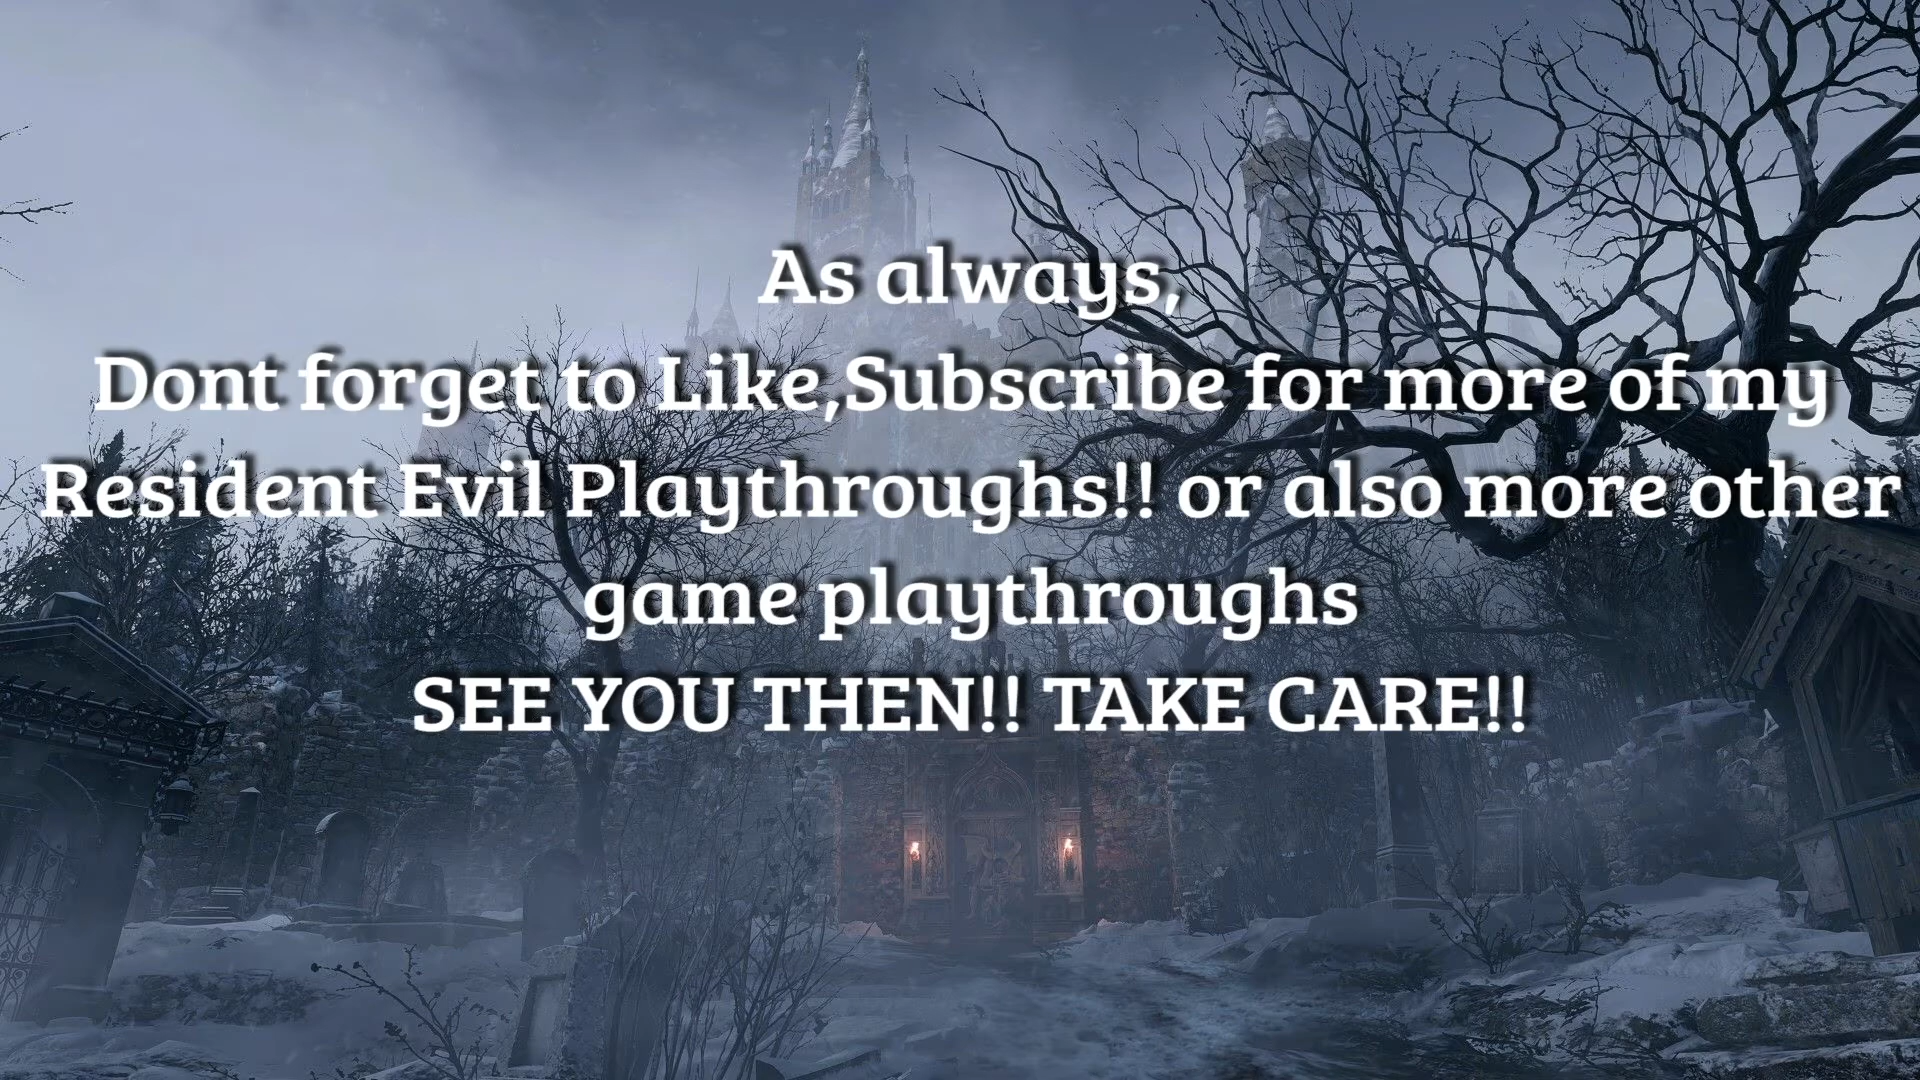 As always,
Dont forget to Like,Subscribe for more of my
Resident Evil Playthroughs!! or also more other
game playthroughs
SEE YOU THEN!! TAKE CARE!!